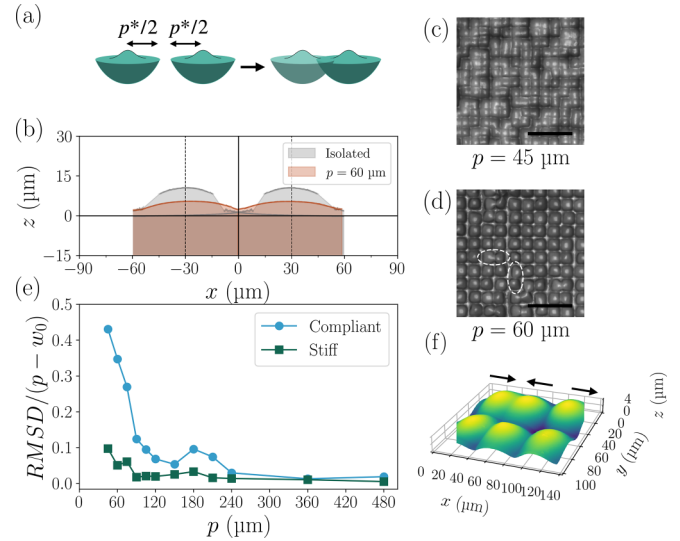 (a)
p*/2 p*/2
(b)
z (µm)
30
15
0
−15
Isolated
p = 60 µm
−90 −60 −30 0 30 60 90
x (µm)
(c)
p = 45 µm
(d)
p = 60 µm
(e)
RMSD/(p − w₀)
0.5
0.4
0.3
0.2
0.1
0.0
Compliant
Stiff
0 60 120 180 240 300 360 420 480
p (µm)
(f)
4
0
z (µm)
0
20
40
60
80
100
y (µm)
0 20 40 60 80 100 120 140
x (µm)